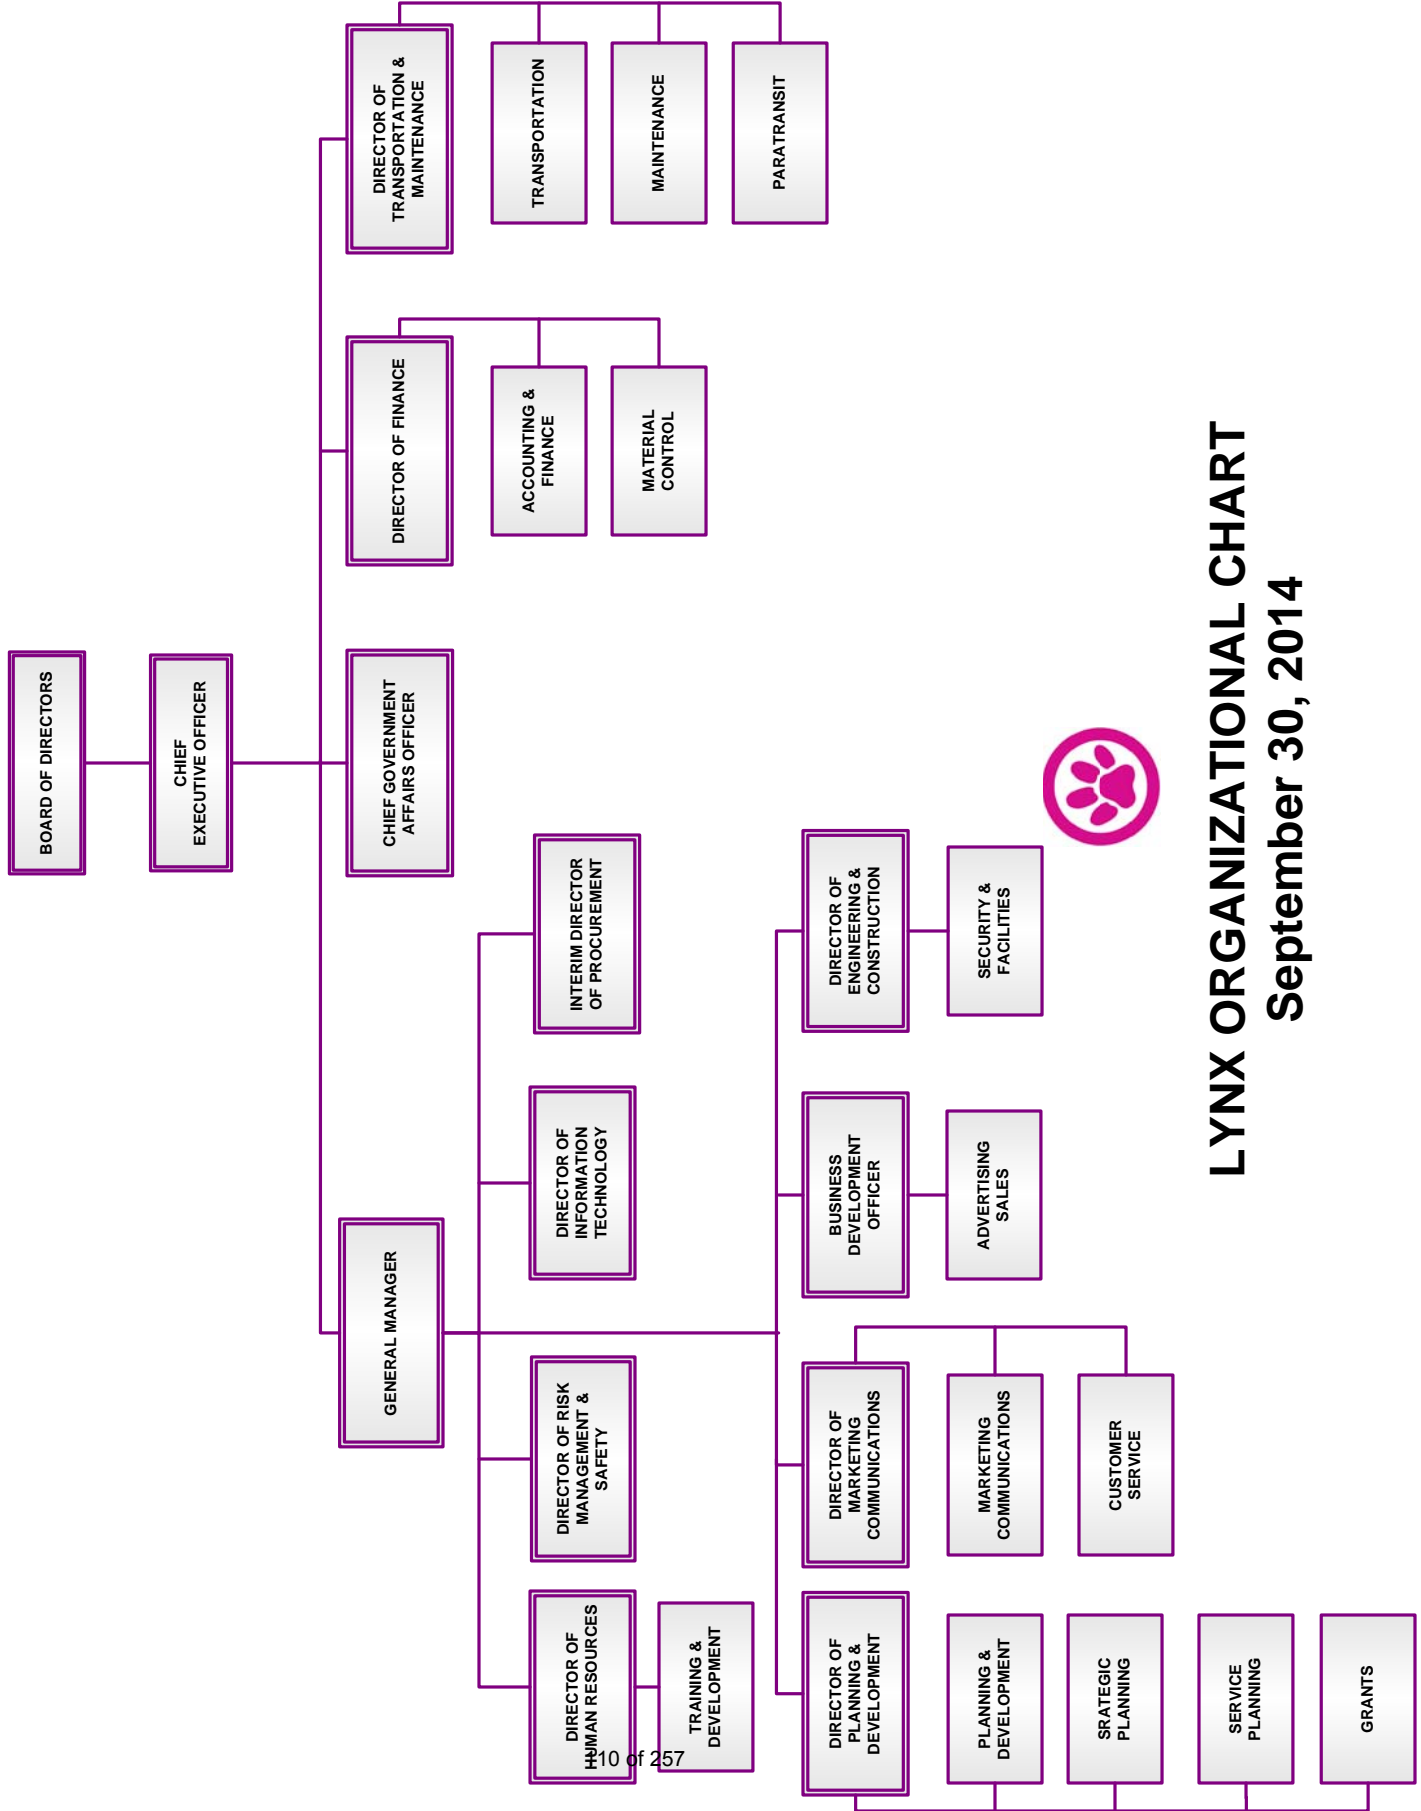 BOARD OF DIRECTORS
CHIEF
EXECUTIVE OFFICER
GENERAL MANAGER
CHIEF GOVERNMENT
AFFAIRS OFFICER
DIRECTOR OF FINANCE
DIRECTOR OF
TRANSPORTATION &
MAINTENANCE
DIRECTOR OF
HUMAN RESOURCES
DIRECTOR OF RISK
MANAGEMENT &
SAFETY
DIRECTOR OF
INFORMATION
TECHNOLOGY
INTERIM DIRECTOR
OF PROCUREMENT
ACCOUNTING &
FINANCE
TRANSPORTATION
TRAINING &
DEVELOPMENT
MATERIAL
CONTROL
MAINTENANCE
PARATRANSIT
DIRECTOR OF
PLANNING &
DEVELOPMENT
DIRECTOR OF
MARKETING
COMMUNICATIONS
BUSINESS
DEVELOPMENT
OFFICER
DIRECTOR OF
ENGINEERING &
CONSTRUCTION
PLANNING &
DEVELOPMENT
MARKETING
COMMUNICATIONS
ADVERTISING
SALES
SECURITY &
FACILITIES
SRATEGIC
PLANNING
CUSTOMER
SERVICE
SERVICE
PLANNING
GRANTS
LYNX ORGANIZATIONAL CHART
September 30, 2014
110 of 257